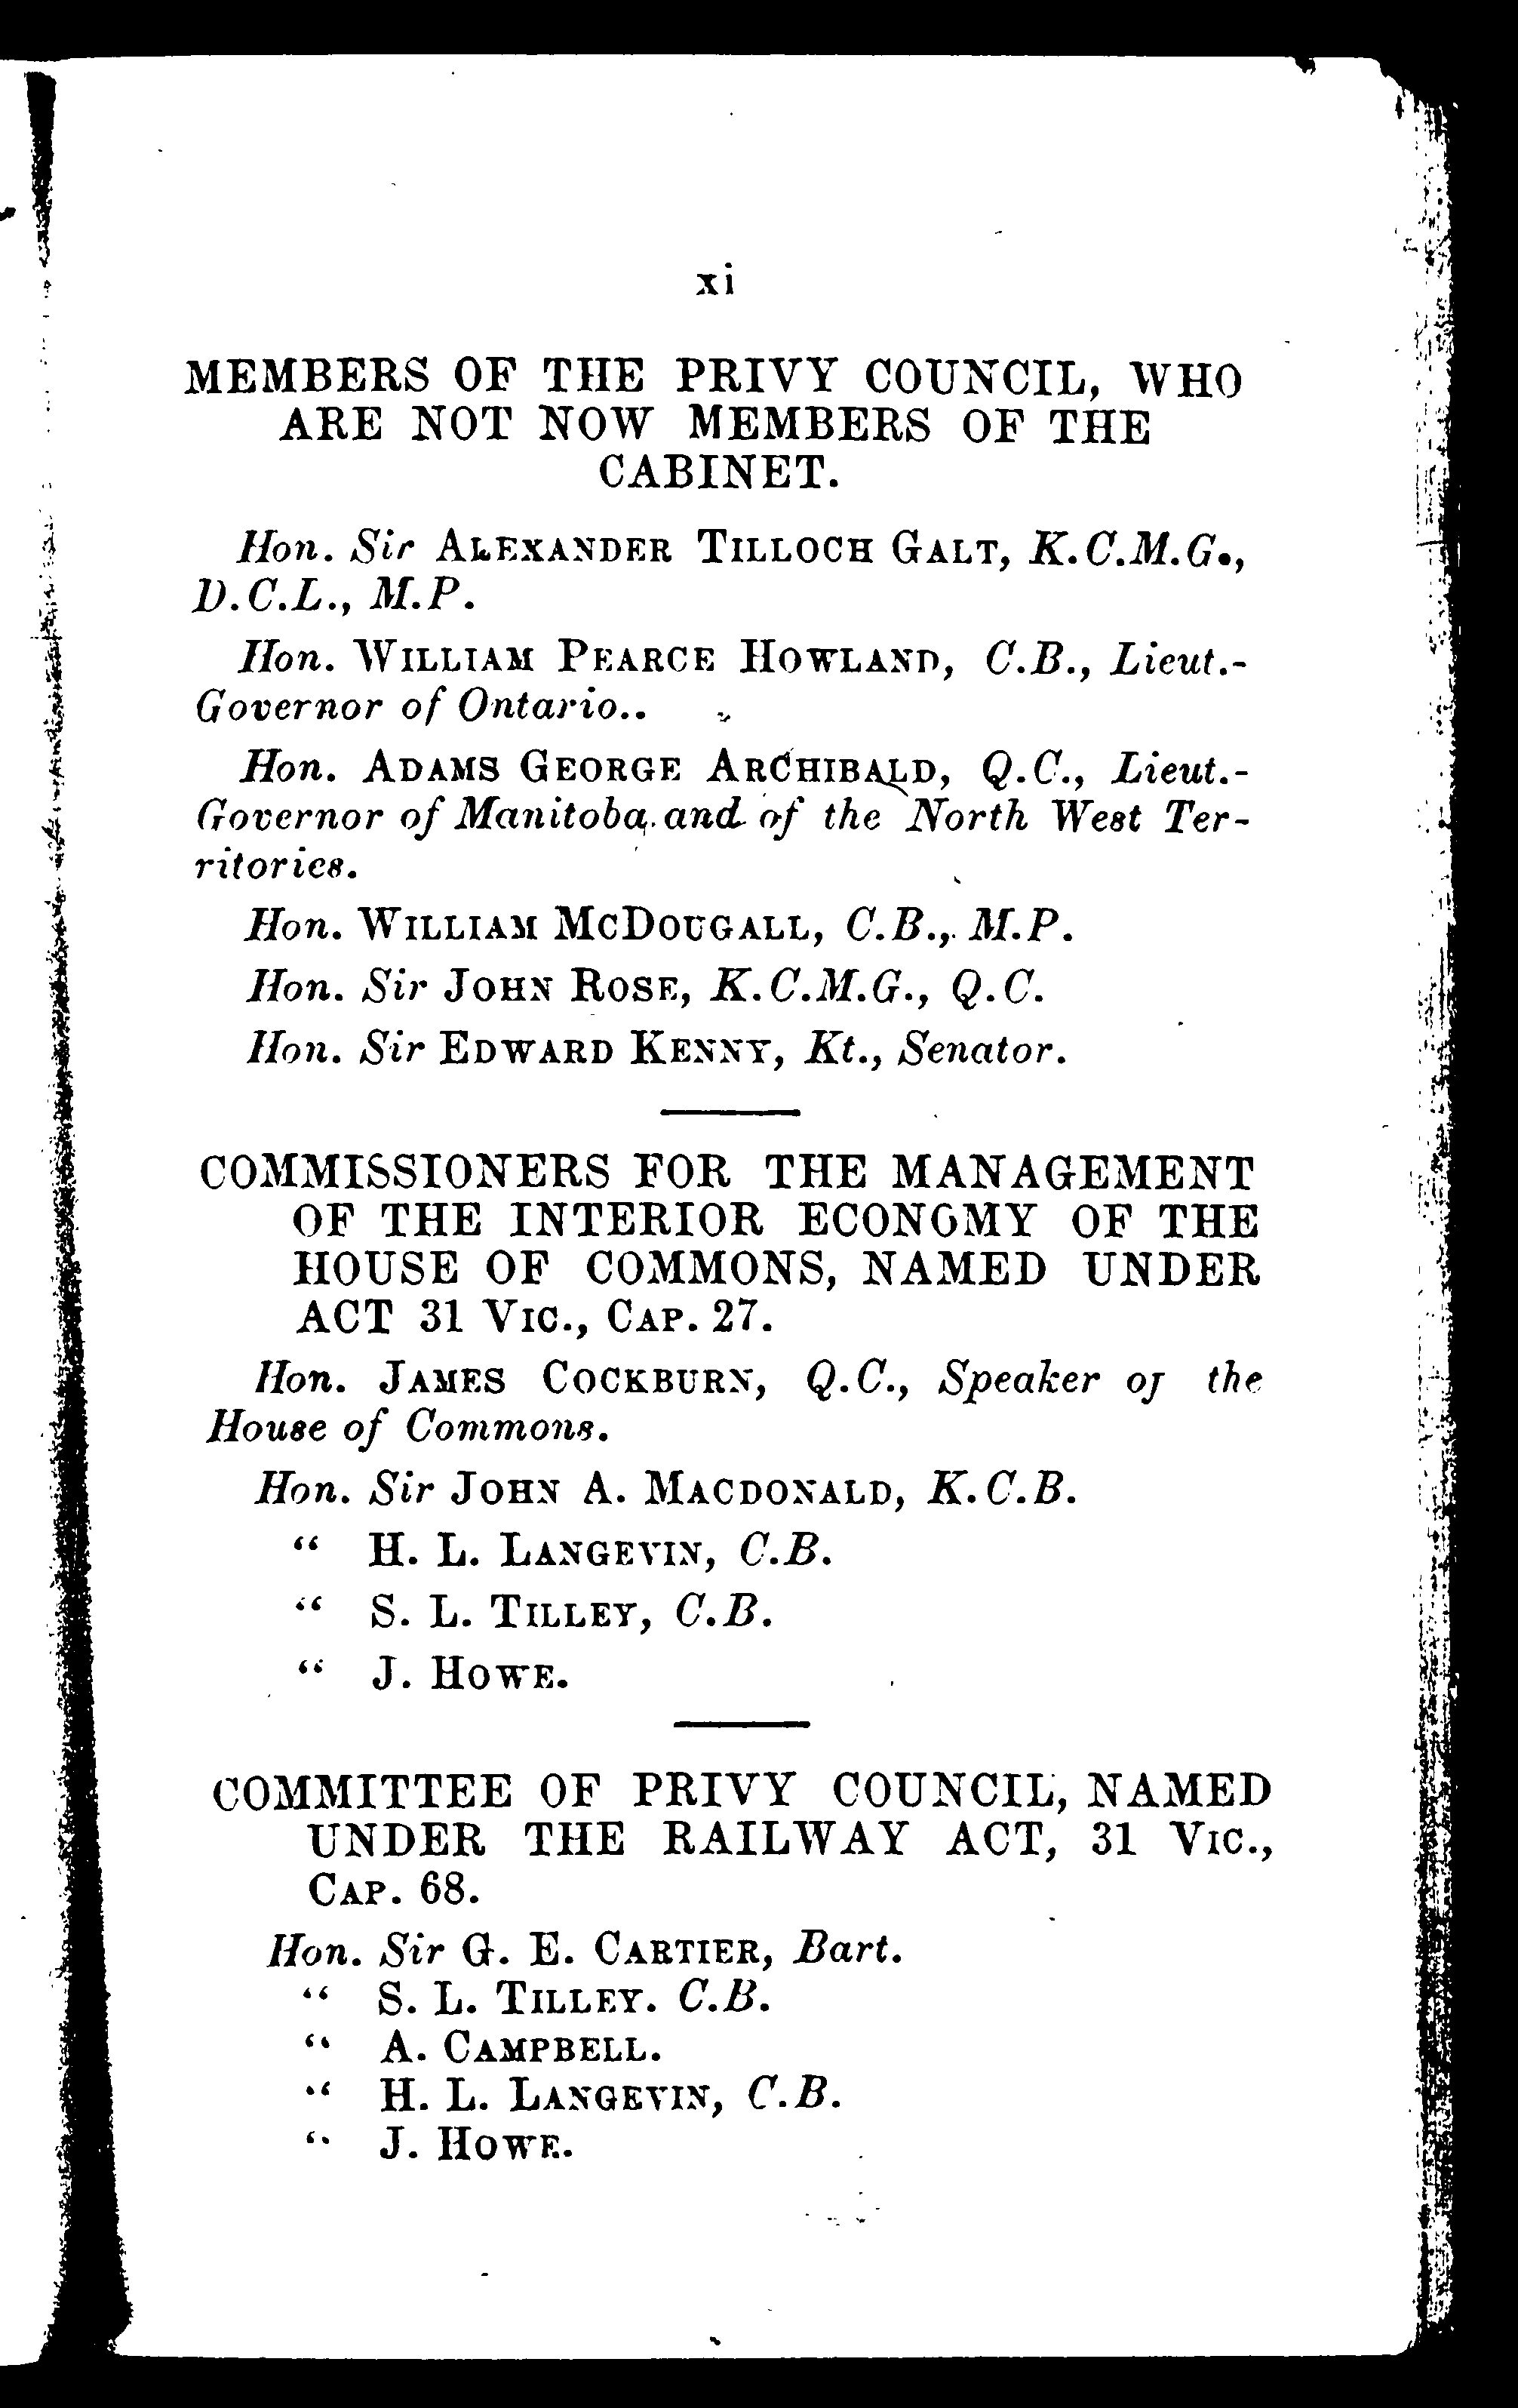 xi
MEMBERS OF THE PRIVY COUNCIL, WHO
ARE NOT NOW MEMBERS OF THE
CABINET.
Hon. Sir ALEXANDER TILLOCH GALT, K.C.M.G.,
D.C.L., M.P.
Hon. WILLIAM PEARCE HOWLAND, C.B., Lieut.-
Governor of Ontario..
Hon. ADAMS GEORGE ARCHIBALD, Q.C., Lieut.-
Governor of Manitoba and of the North West Ter-
ritories.
Hon. WILLIAM MCDOUGALL, C.B., M.P.
Hon. Sir JOHN ROSE, K.C.M.G., Q.C.
Hon. Sir EDWARD KENNY, Kt., Senator.
COMMISSIONERS FOR THE MANAGEMENT
OF THE INTERIOR ECONOMY OF THE
HOUSE OF COMMONS, NAMED UNDER
ACT 31 VIC., CAP. 27.
Hon. JAMES COCKBURN, Q.C., Speaker of the
House of Commons.
Hon. Sir JOHN A. MACDONALD, K.C.B.
“ H. L. LANGEVIN, C.B.
“ S. L. TILLEY, C.B.
“ J. HOWE.
COMMITTEE OF PRIVY COUNCIL, NAMED
UNDER THE RAILWAY ACT, 31 VIC.,
CAP. 68.
Hon. Sir G. E. CARTIER, Bart.
“ S. L. TILLEY. C.B.
“ A. CAMPBELL.
“ H. L. LANGEVIN, C.B.
“ J. HOWE.